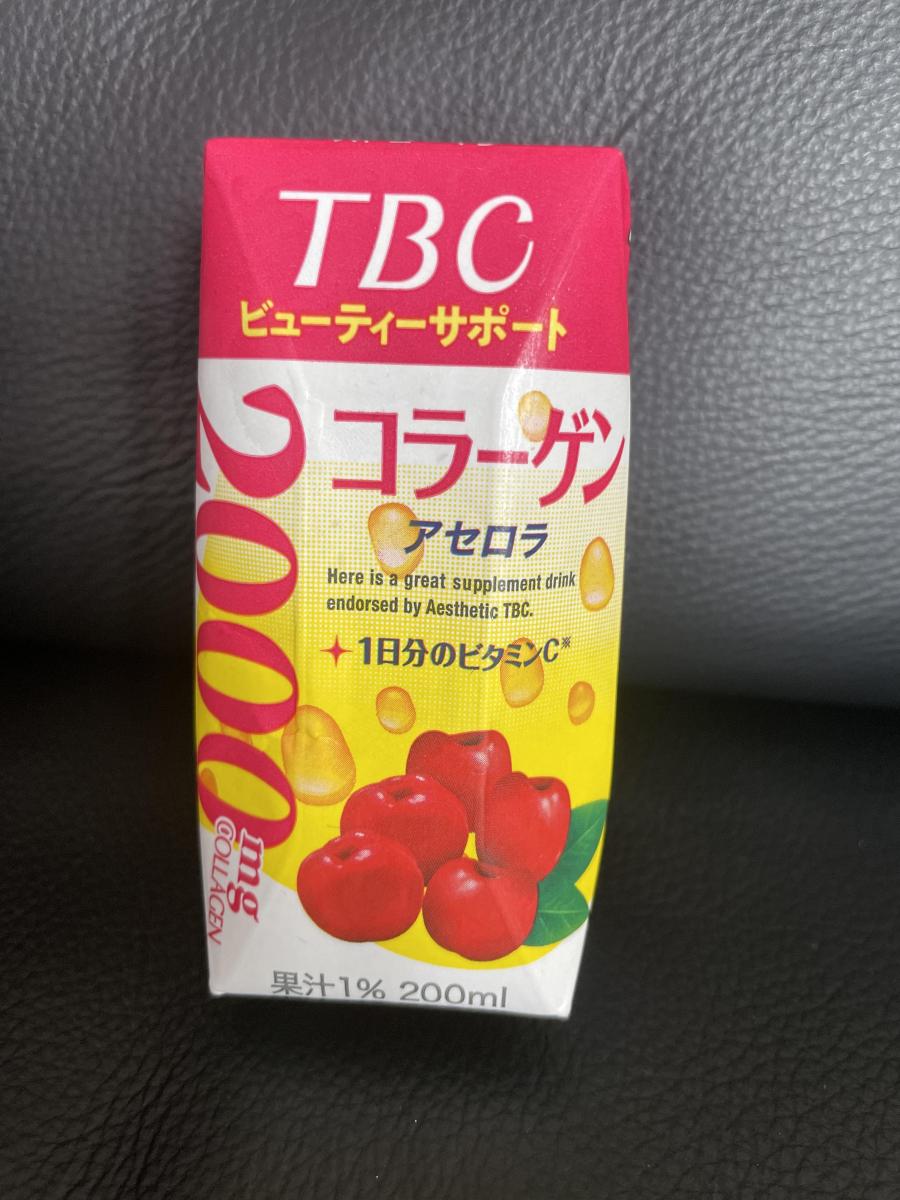 TBC
ビューティーサポート
2000mg
COLLAGEN
コラーゲン
アセロラ
Here is a great supplement drink
endorsed by Aesthetic TBC.
1日分のビタミンC※
果汁1% 200ml